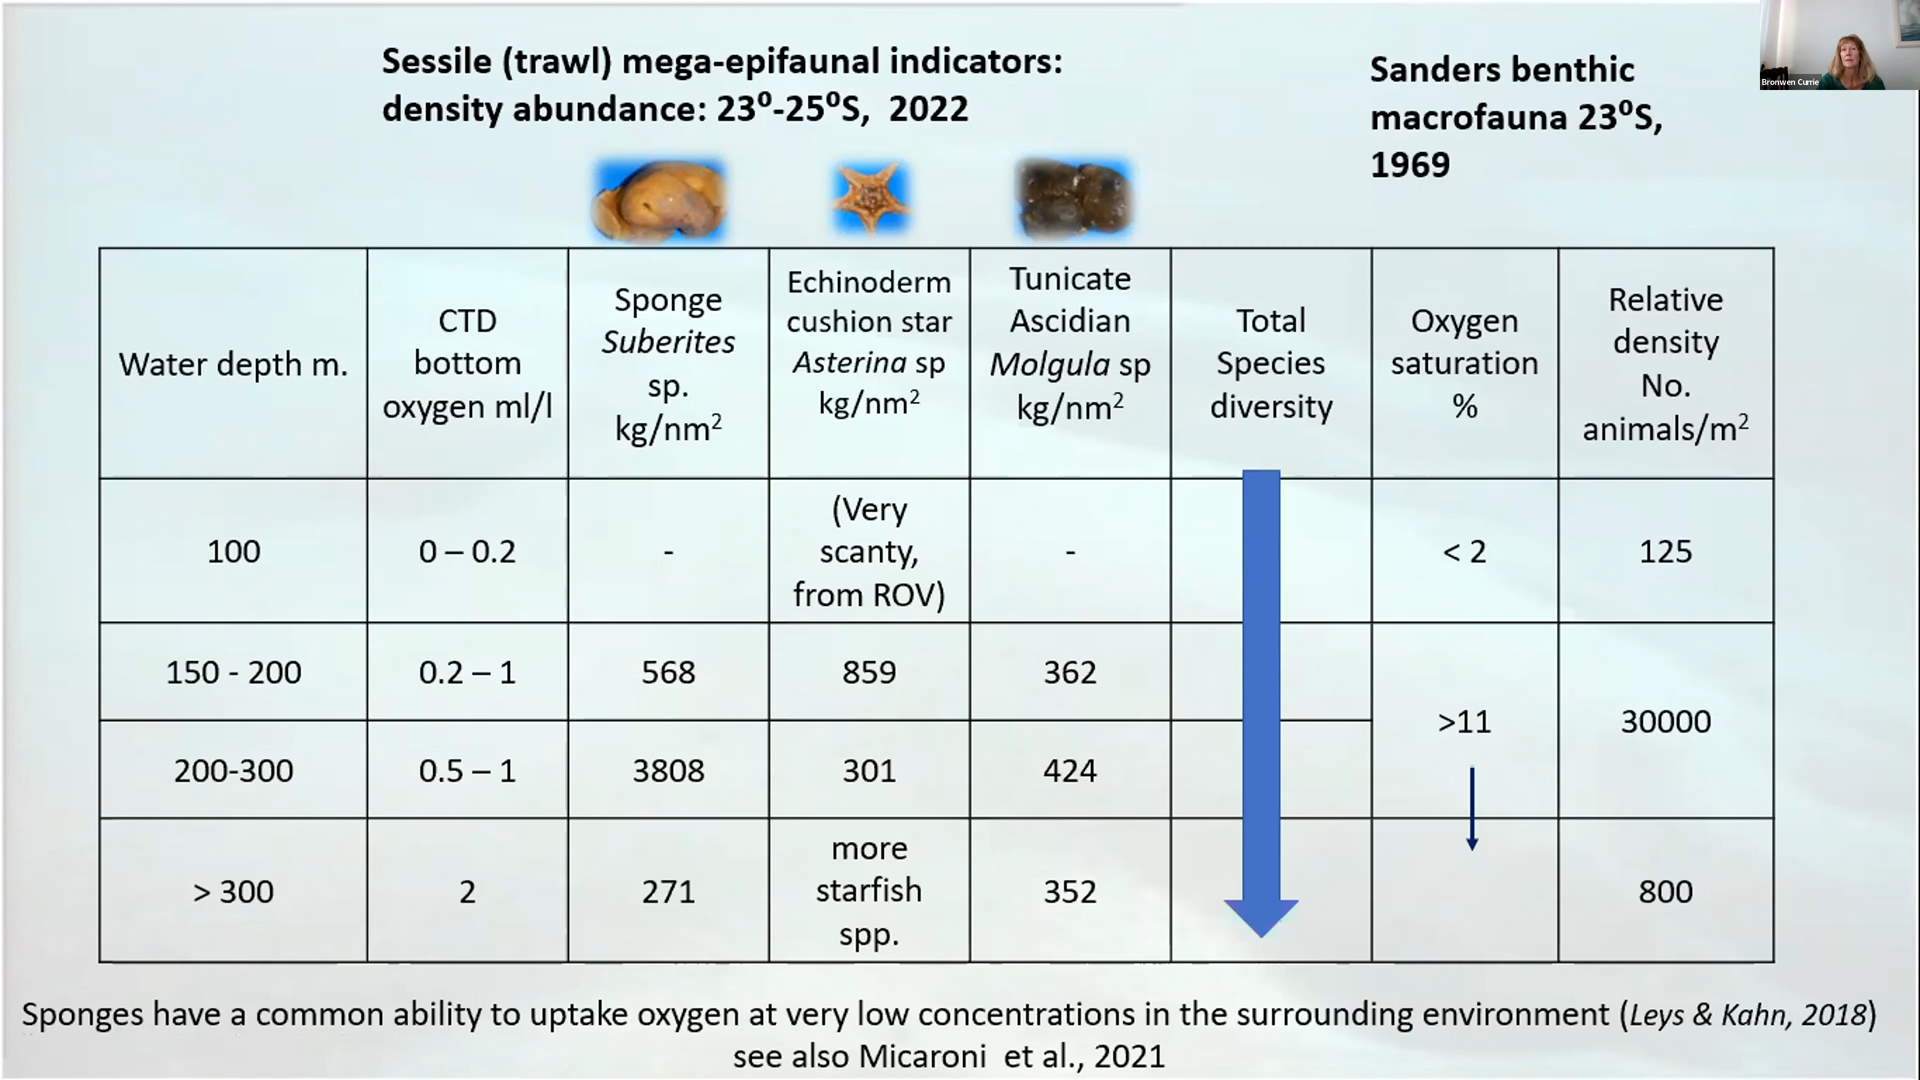 Sessile (trawl) mega-epifaunal indicators:
density abundance: 23⁰-25⁰S, 2022
Sanders benthic
macrofauna 23⁰S,
1969
Bronwen Currie
Water depth m.
CTD
bottom
oxygen ml/l
Sponge
Suberites
sp.
kg/nm²
Echinoderm
cushion star
Asterina sp
kg/nm²
Tunicate
Ascidian
Molgula sp
kg/nm²
Total
Species
diversity
Oxygen
saturation
%
Relative
density
No.
animals/m²
100
0 – 0.2
-
(Very
scanty,
from ROV)
-
< 2
125
150 - 200
0.2 – 1
568
859
362
>11
30000
200-300
0.5 – 1
3808
301
424
> 300
2
271
more
starfish
spp.
352
800
Sponges have a common ability to uptake oxygen at very low concentrations in the surrounding environment (Leys & Kahn, 2018)
see also Micaroni et al., 2021